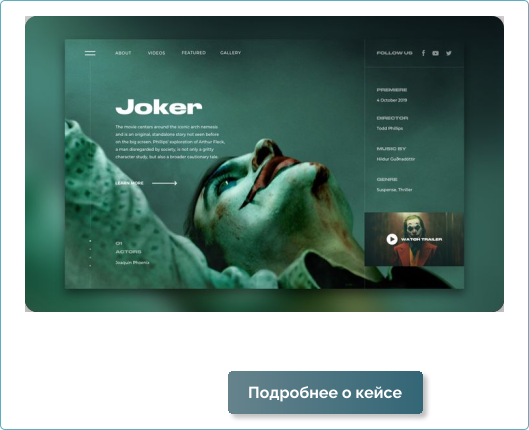 ABOUT VIDEOS FEATURED GALLERY
FOLLOW US
Joker
The movie centers around the iconic arch nemesis
and is an original, standalone story not seen before
on the big screen. Phillips' exploration of Arthur Fleck,
a man disregarded by society, is not only a gritty
character study, but also a broader cautionary tale.
LEARN MORE
01
ACTORS
Joaquin Phoenix
PREMIERE
4 October 2019
DIRECTOR
Todd Phillips
MUSIC BY
Hildur Guðnadóttir
GENRE
Suspense, Thriller
WATCH TRAILER
Подробнее о кейсе